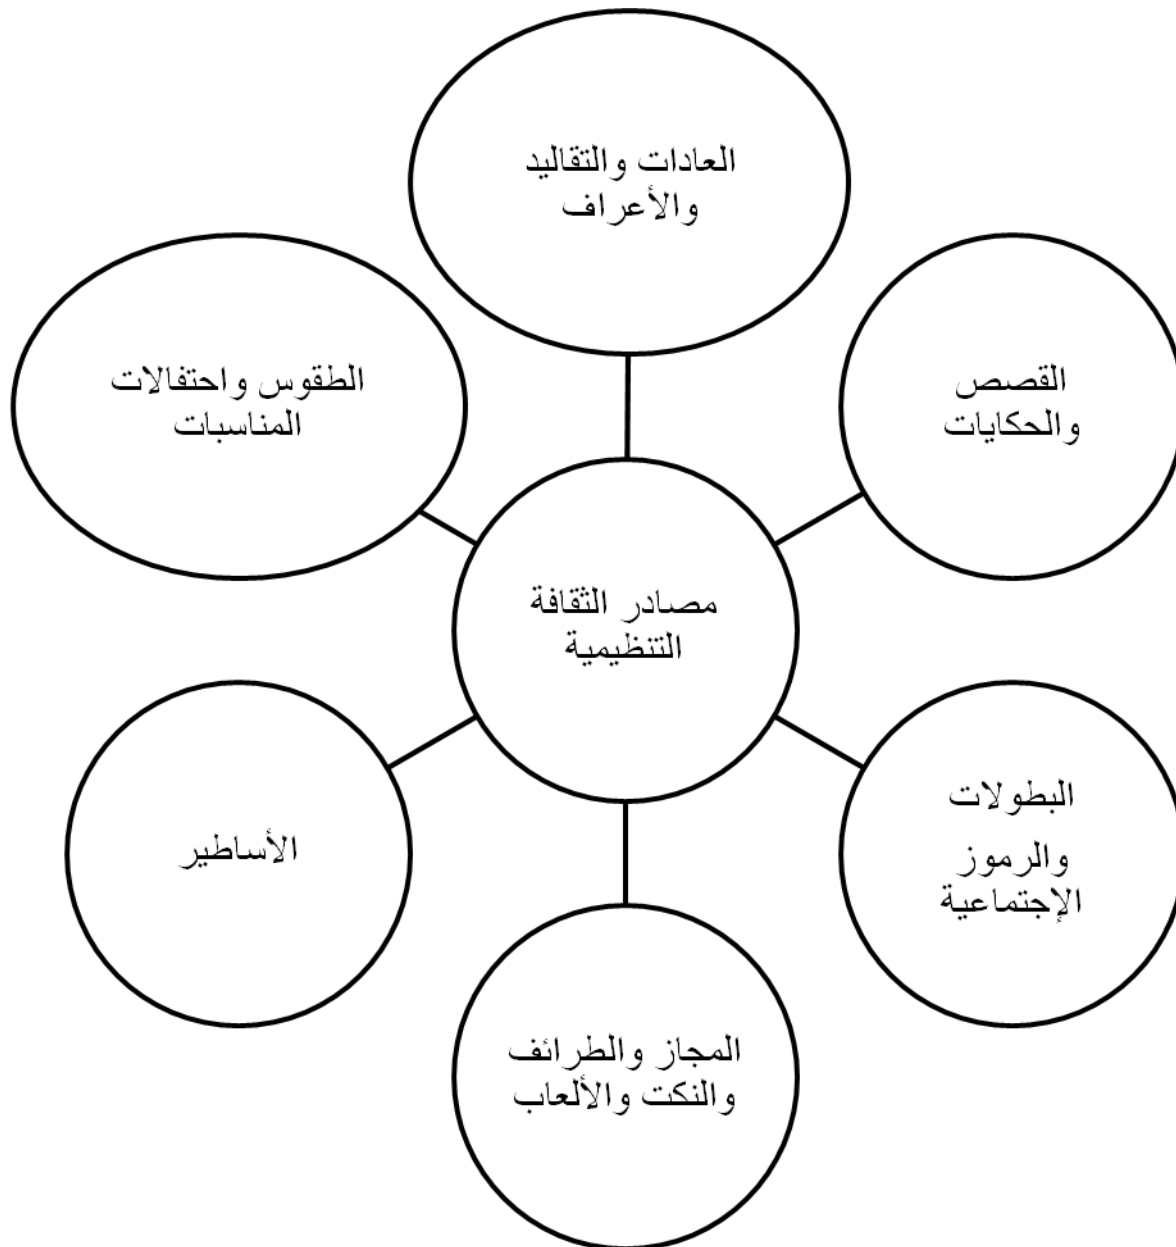 العادات والتقاليد
والأعراف
القصص
والحكايات
الطقوس واحتفالات
المناسبات
مصادر الثقافة
التنظيمية
البطولات
والرموز
الإجتماعية
الأساطير
المجاز والطرائف
والنكت والألعاب